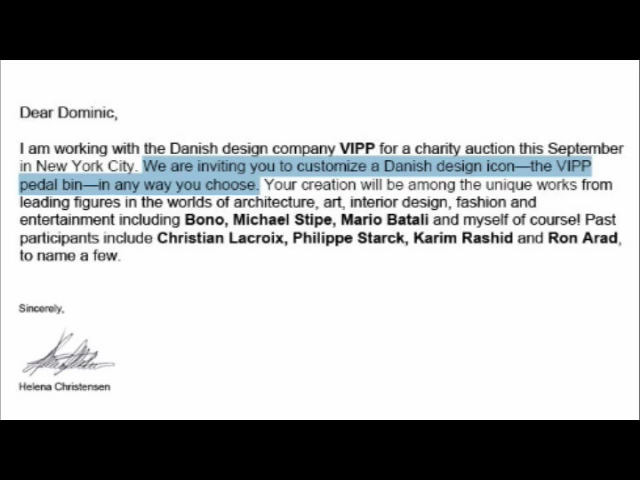 Dear Dominic,
I am working with the Danish design company VIPP for a charity auction this September
in New York City. We are inviting you to customize a Danish design icon—the VIPP
pedal bin—in any way you choose. Your creation will be among the unique works from
leading figures in the worlds of architecture, art, interior design, fashion and
entertainment including Bono, Michael Stipe, Mario Batali and myself of course! Past
participants include Christian Lacroix, Philippe Starck, Karim Rashid and Ron Arad,
to name a few.
Sincerely,
Helena Christensen